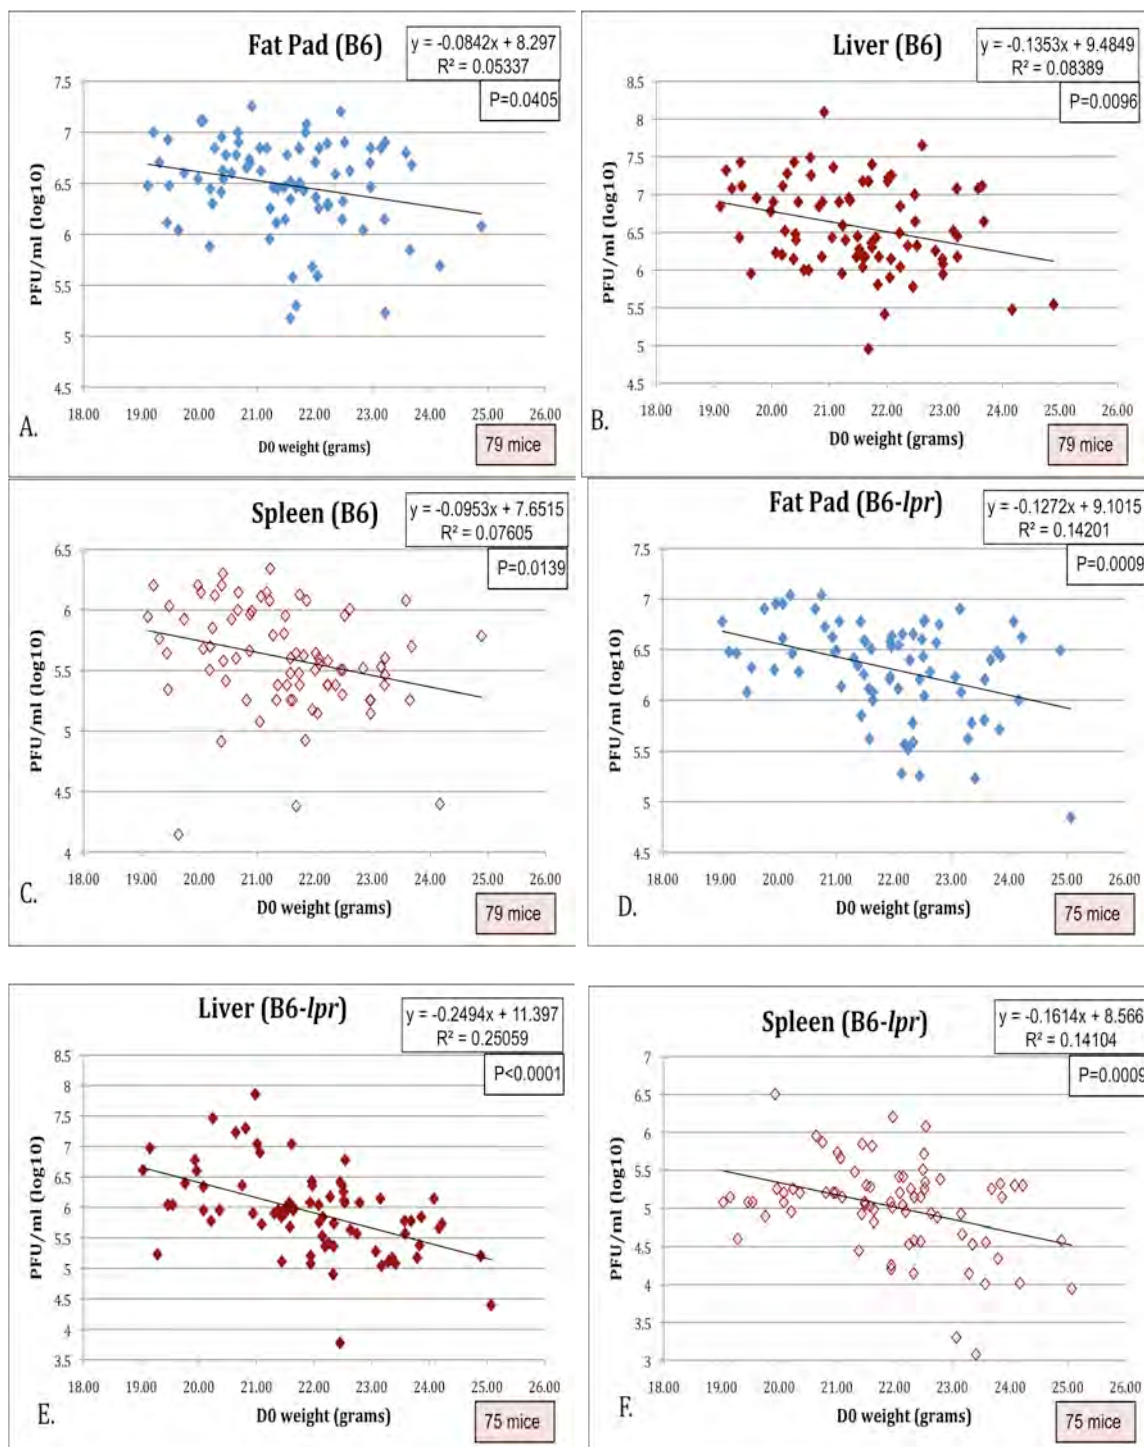 Fat Pad (B6)
y = -0.0842x + 8.297
R² = 0.05337
P=0.0405
PFU/ml (log10)
7.5
7
6.5
6
5.5
5
4.5
18.00 19.00 20.00 21.00 22.00 23.00 24.00 25.00 26.00
D0 weight (grams)
A.
79 mice
Liver (B6)
y = -0.1353x + 9.4849
R² = 0.08389
P=0.0096
PFU/ml (log10)
8.5
8
7.5
7
6.5
6
5.5
5
4.5
18.00 19.00 20.00 21.00 22.00 23.00 24.00 25.00 26.00
D0 weight (grams)
B.
79 mice
Spleen (B6)
y = -0.0953x + 7.6515
R² = 0.07605
P=0.0139
PFU/ml (log10)
6.5
6
5.5
5
4.5
4
18.00 19.00 20.00 21.00 22.00 23.00 24.00 25.00 26.00
D0 weight (grams)
C.
79 mice
Fat Pad (B6-lpr)
y = -0.1272x + 9.1015
R² = 0.14201
P=0.0009
PFU/ml (log10)
7.5
7
6.5
6
5.5
5
4.5
18.00 19.00 20.00 21.00 22.00 23.00 24.00 25.00 26.00
D0 weight (grams)
D.
75 mice
Liver (B6-lpr)
y = -0.2494x + 11.397
R² = 0.25059
P<0.0001
PFU/ml (log10)
8.5
8
7.5
7
6.5
6
5.5
5
4.5
4
3.5
18.00 19.00 20.00 21.00 22.00 23.00 24.00 25.00 26.00
D0 weight (grams)
E.
75 mice
Spleen (B6-lpr)
y = -0.1614x + 8.566
R² = 0.14104
P=0.0009
PFU/ml (log10)
7
6.5
6
5.5
5
4.5
4
3.5
3
18.00 19.00 20.00 21.00 22.00 23.00 24.00 25.00 26.00
D0 weight (grams)
F.
75 mice